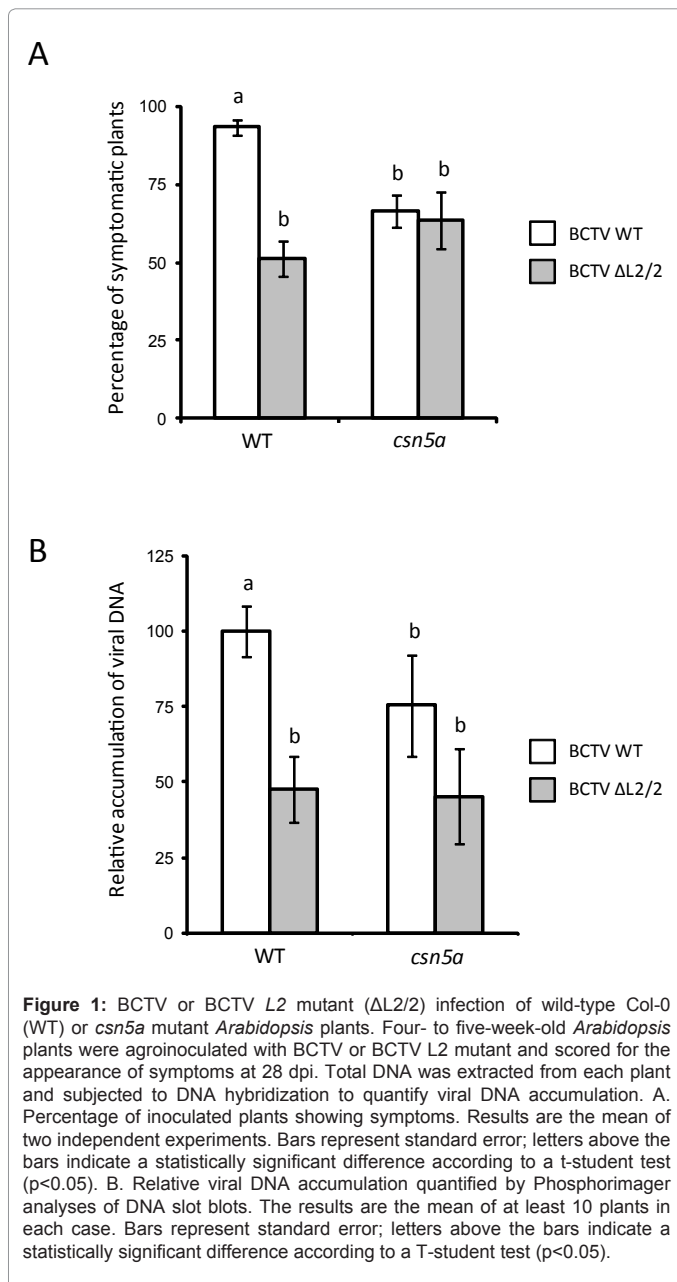 A
Percentage of symptomatic plants
100
75
50
25
0
a
b
b
b
WT
csn5a
BCTV WT
BCTV ΔL2/2
B
Relative accumulation of viral DNA
125
100
75
50
25
0
a
b
b
b
WT
csn5a
BCTV WT
BCTV ΔL2/2
Figure 1: BCTV or BCTV L2 mutant (ΔL2/2) infection of wild-type Col-0
(WT) or csn5a mutant Arabidopsis plants. Four- to five-week-old Arabidopsis
plants were agroinoculated with BCTV or BCTV L2 mutant and scored for the
appearance of symptoms at 28 dpi. Total DNA was extracted from each plant
and subjected to DNA hybridization to quantify viral DNA accumulation. A.
Percentage of inoculated plants showing symptoms. Results are the mean of
two independent experiments. Bars represent standard error; letters above the
bars indicate a statistically significant difference according to a t-student test
(p<0.05). B. Relative viral DNA accumulation quantified by Phosphorimager
analyses of DNA slot blots. The results are the mean of at least 10 plants in
each case. Bars represent standard error; letters above the bars indicate a
statistically significant difference according to a T-student test (p<0.05).